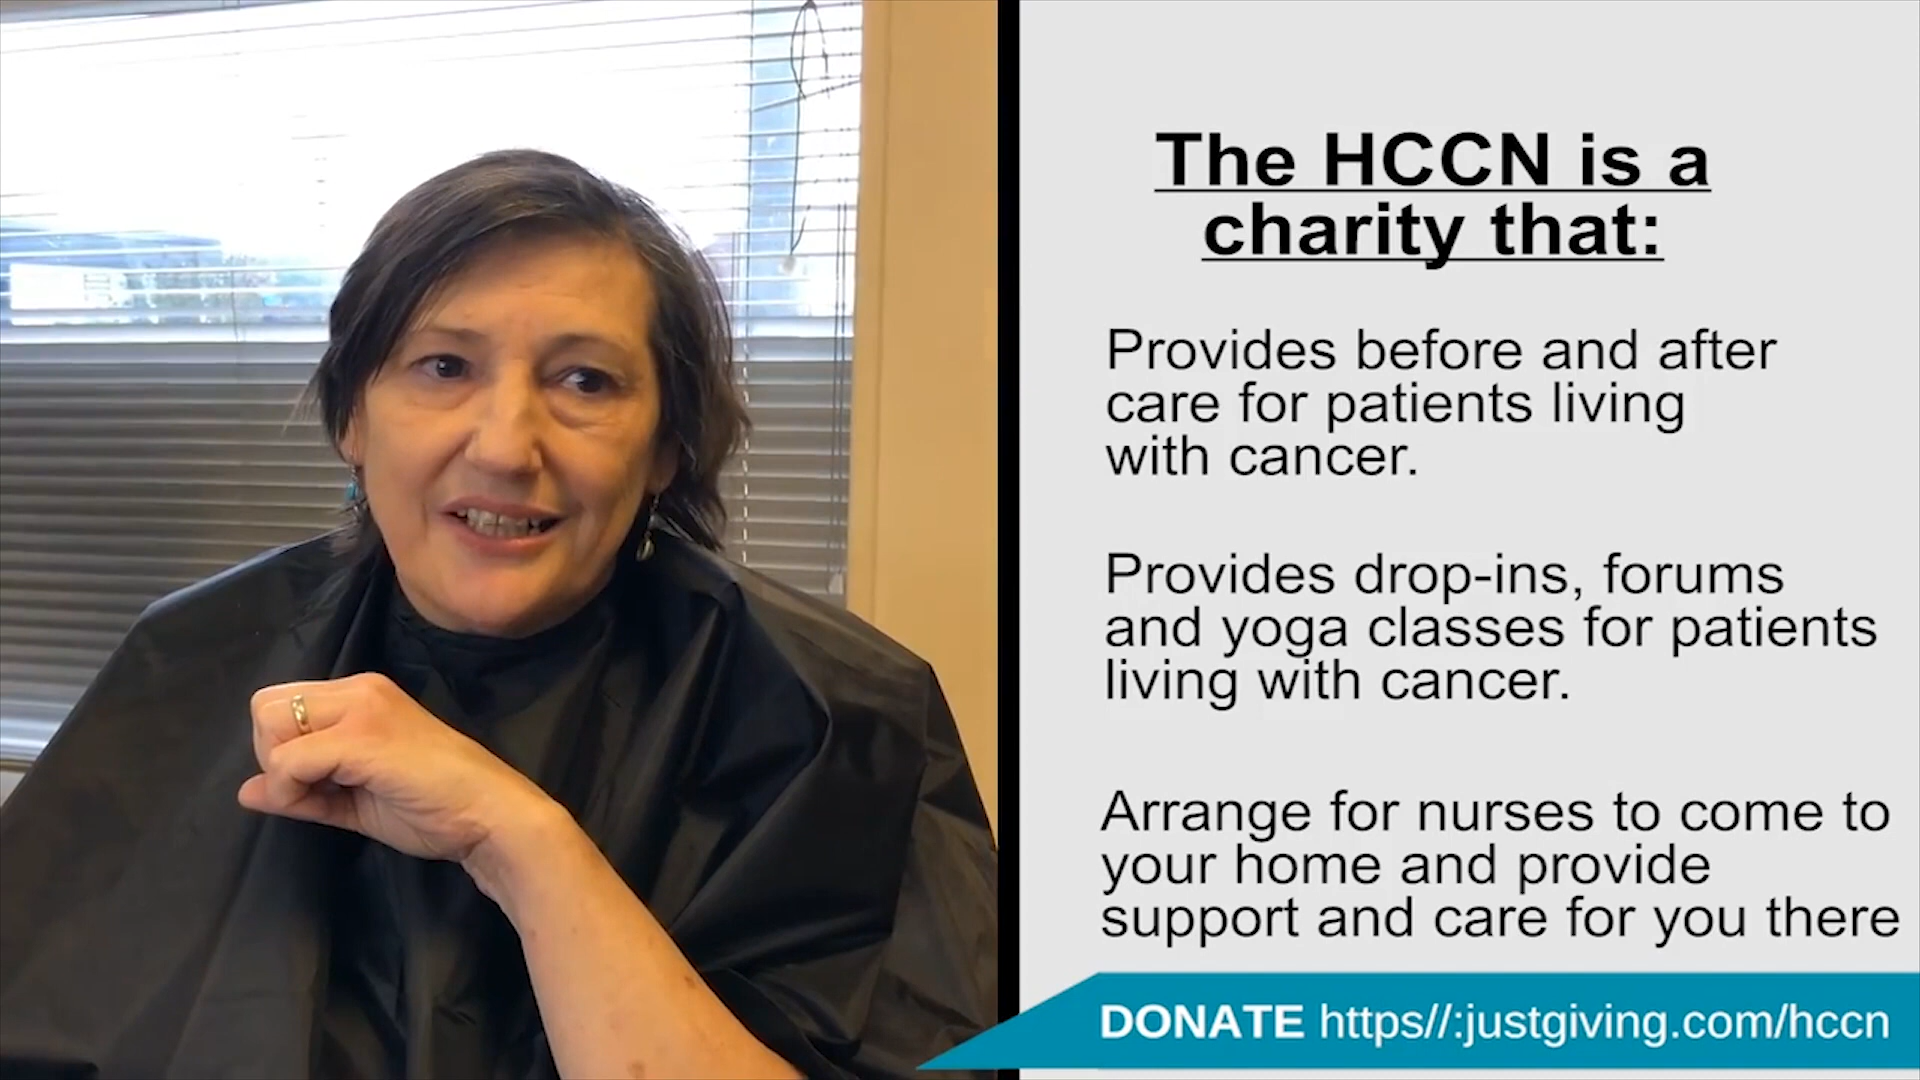 The HCCN is a
charity that:
Provides before and after
care for patients living
with cancer.
Provides drop-ins, forums
and yoga classes for patients
living with cancer.
Arrange for nurses to come to
your home and provide
support and care for you there
DONATE https//:justgiving.com/hccn